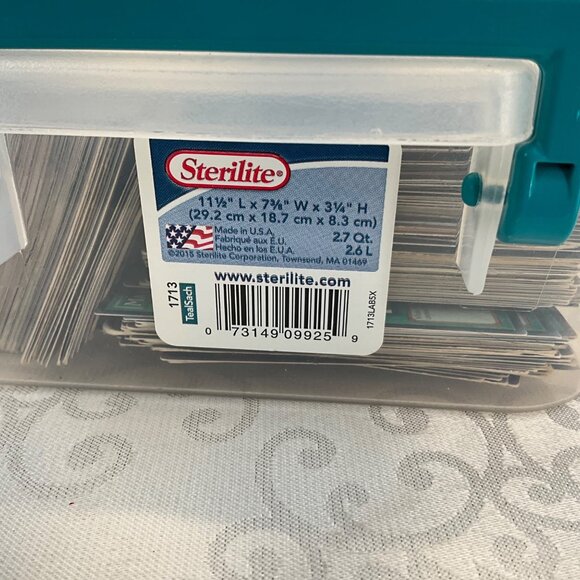 Sterilite®
11½" L x 7⅜" W x 3¼" H
(29.2 cm x 18.7 cm x 8.3 cm)
Made in U.S.A.
Fabriqué aux É.U.
Hecho en los E.U.A.
2.7 Qt.
2.6 L
©2015 Sterilite Corporation, Townsend, MA 01469
www.sterilite.com
1713
TealSach
0 73149 09925 9
1713LABSX